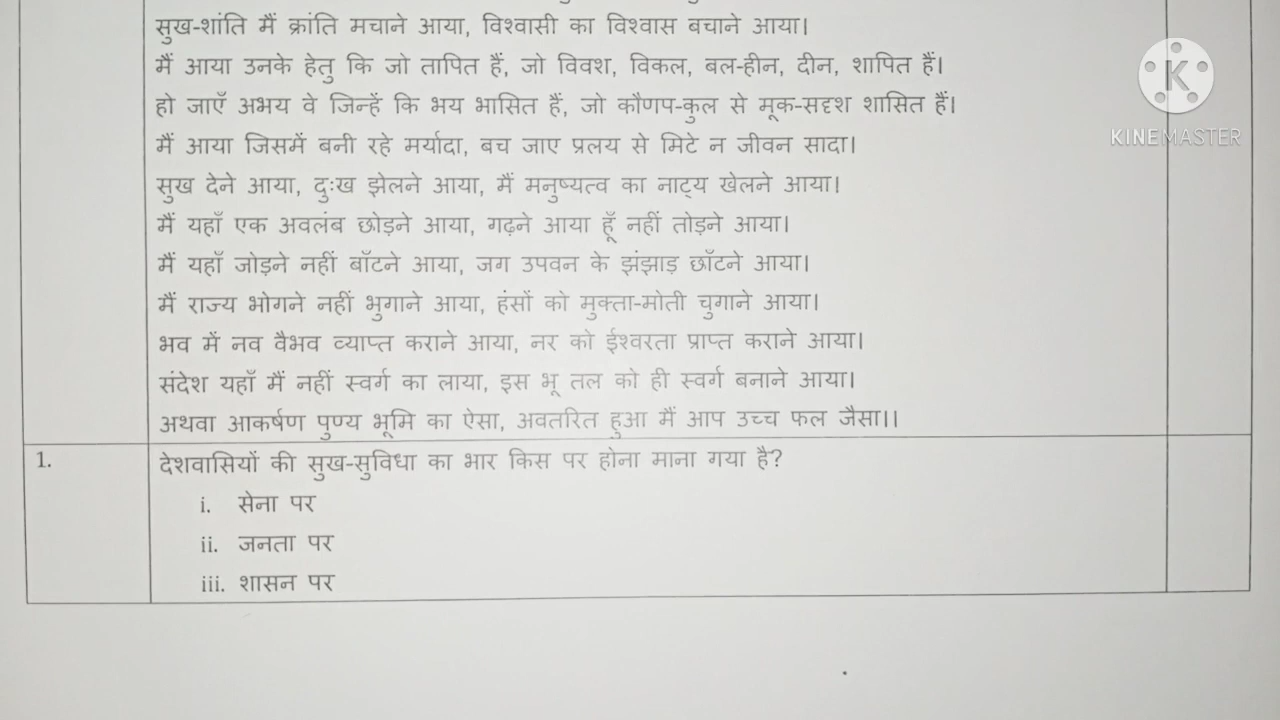 सुख-शांति मैं क्रांति मचाने आया, विश्वासी का विश्वास बचाने आया।
मैं आया उनके हेतु कि जो तापित हैं, जो विवश, विकल, बल-हीन, दीन, शापित हैं।
हो जाएँ अभय वे जिन्हें कि भय भासित हैं, जो कौणप-कुल से मूक-सदृश शासित हैं।
मैं आया जिसमें बनी रहे मर्यादा, बच जाए प्रलय से मिटे न जीवन सादा।
सुख देने आया, दुःख झेलने आया, मैं मनुष्यत्व का नाट्य खेलने आया।
मैं यहाँ एक अवलंब छोड़ने आया, गढ़ने आया हूँ नहीं तोड़ने आया।
मैं यहाँ जोड़ने नहीं बाँटने आया, जग उपवन के झंझाड़ छाँटने आया।
मैं राज्य भोगने नहीं भुगाने आया, हंसों को मुक्ता-मोती चुगाने आया।
भव में नव वैभव व्याप्त कराने आया, नर को ईश्वरता प्राप्त कराने आया।
संदेश यहाँ मैं नहीं स्वर्ग का लाया, इस भू तल को ही स्वर्ग बनाने आया।
अथवा आकर्षण पुण्य भूमि का ऐसा, अवतरित हुआ मैं आप उच्च फल जैसा।।
1. देशवासियों की सुख-सुविधा का भार किस पर होना माना गया है?
i. सेना पर
ii. जनता पर
iii. शासन पर
K
KINEMASTER